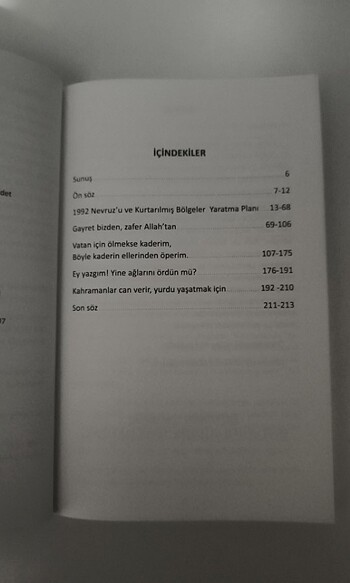 det
İÇİNDEKİLER
Sunuş 6
Ön söz 7-12
1992 Nevruz'u ve Kurtarılmış Bölgeler Yaratma Planı 13-68
Gayret bizden, zafer Allah'tan 69-106
Vatan için ölmekse kaderim,
Böyle kaderin ellerinden öperim. 107-175
Ey yazgım! Yine ağlarını ördün mü? 176-191
Kahramanlar can verir, yurdu yaşatmak için 192 -210
Son söz 211-213